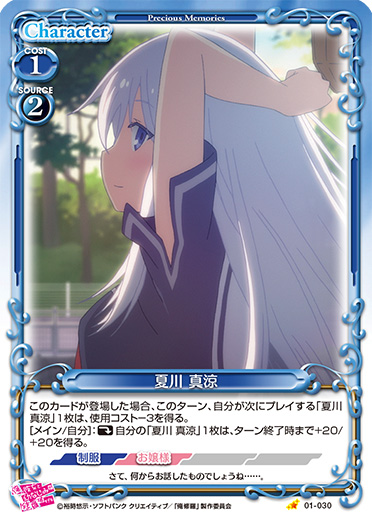 Precious Memories
Character
COST
1
SOURCE
2
夏川 真涼
このカードが登場した場合、このターン、自分が次にプレイする「夏川
真涼」1枚は、使用コスト-3を得る。
[メイン/自分]: 自分の「夏川 真涼」1枚は、ターン終了時まで+20/
+20を得る。
制服 お嬢様
さて、何からお話したものでしょうね……。
©裕時悠示・ソフトバンク クリエイティブ/「俺修羅」製作委員会
01-030